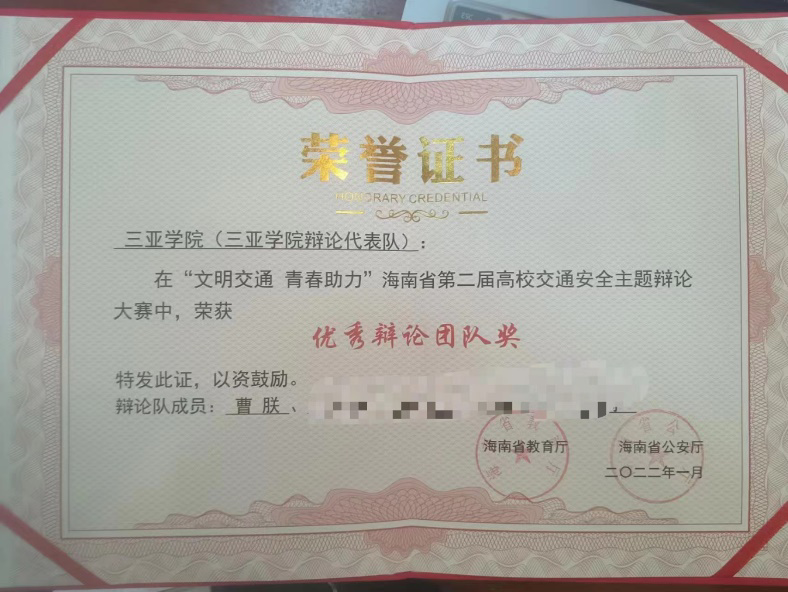 荣誉证书
HONORARY CREDENTIAL
三亚学院（三亚学院辩论代表队）：
在“文明交通 青春助力”海南省第二届高校交通安全主题辩论
大赛中，荣获
优秀辩论团队奖
特发此证，以资鼓励。
辩论队成员：曹 朕、
海南省教育厅 海南省公安厅
二〇二二年一月